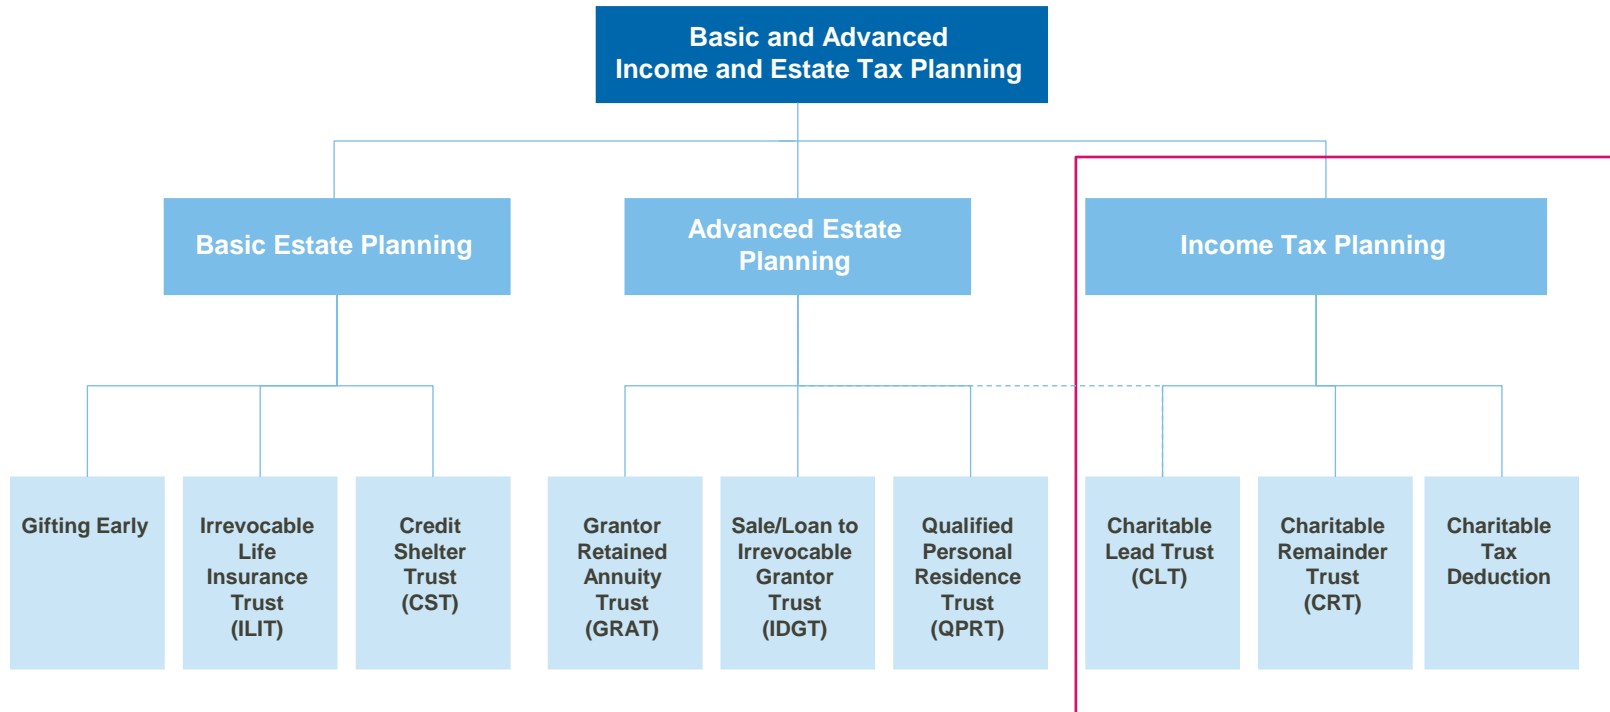 Basic and Advanced
Income and Estate Tax Planning
Basic Estate Planning
Advanced Estate
Planning
Income Tax Planning
Gifting Early
Irrevocable
Life
Insurance
Trust
(ILIT)
Credit
Shelter
Trust
(CST)
Grantor
Retained
Annuity
Trust
(GRAT)
Sale/Loan to
Irrevocable
Grantor
Trust
(IDGT)
Qualified
Personal
Residence
Trust
(QPRT)
Charitable
Lead Trust
(CLT)
Charitable
Remainder
Trust
(CRT)
Charitable
Tax
Deduction